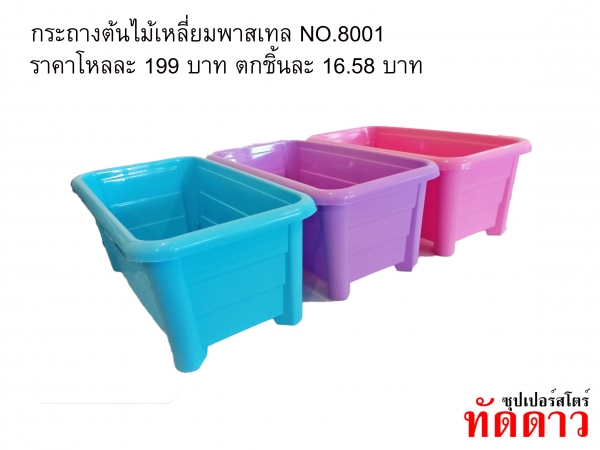 กระถางต้นไม้เหลี่ยมพาสเทล NO.8001
ราคาโหลละ 199 บาท ตกชิ้นละ 16.58 บาท
ซุปเปอร์สโตร์
ทัดดาว